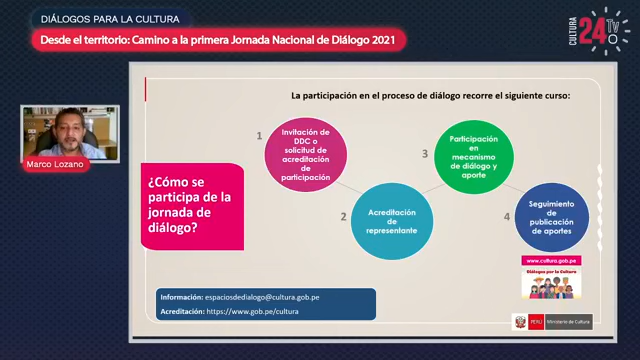 DIÁLOGOS PARA LA CULTURA
Desde el territorio: Camino a la primera Jornada Nacional de Diálogo 2021
CULTURA
24
Tv
La participación en el proceso de diálogo recorre el siguiente curso:
Marco Lozano
¿Cómo se
participa de la
jornada de
diálogo?
1
Invitación de
DDC o
solicitud de
acreditación
de
participación
2
Acreditación
de
representante
3
Participación
en
mecanismo
de diálogo y
aporte
4
Seguimiento
de
publicación
de aportes
www.cultura.gob.pe
Diálogos por la Cultura
Información: espaciosdedialogo@cultura.gob.pe
Acreditación: https://www.gob.pe/cultura
PERÚ
Ministerio de Cultura